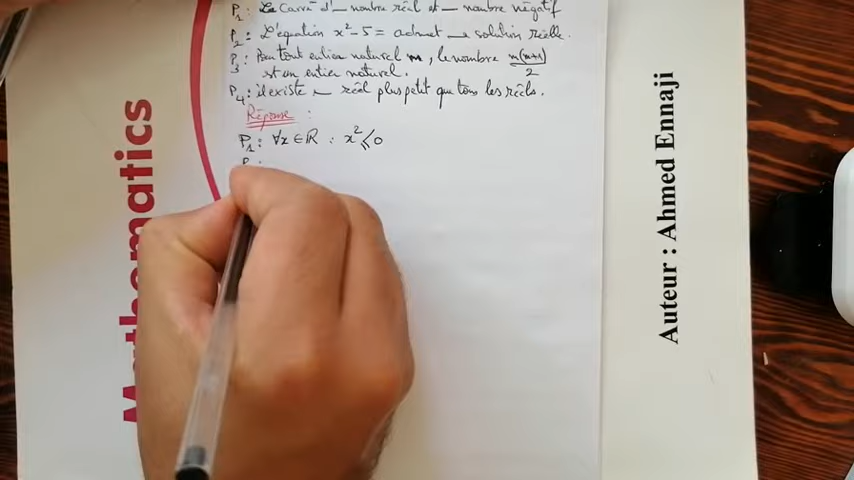 P1: Le Carré d'— nombre réel est — nombre négatif
P2: L'équation x²-5= admet —e solution réelle.
P3: Pour tout entier naturel n, le nombre n(n+1)/2
est un entier naturel.
P4: il existe — réel plus petit que tous les réels.
Réponse :
P1: ∀x∈ℝ : x²⩽0
P :
Mathematics
Auteur : Ahmed Ennaji